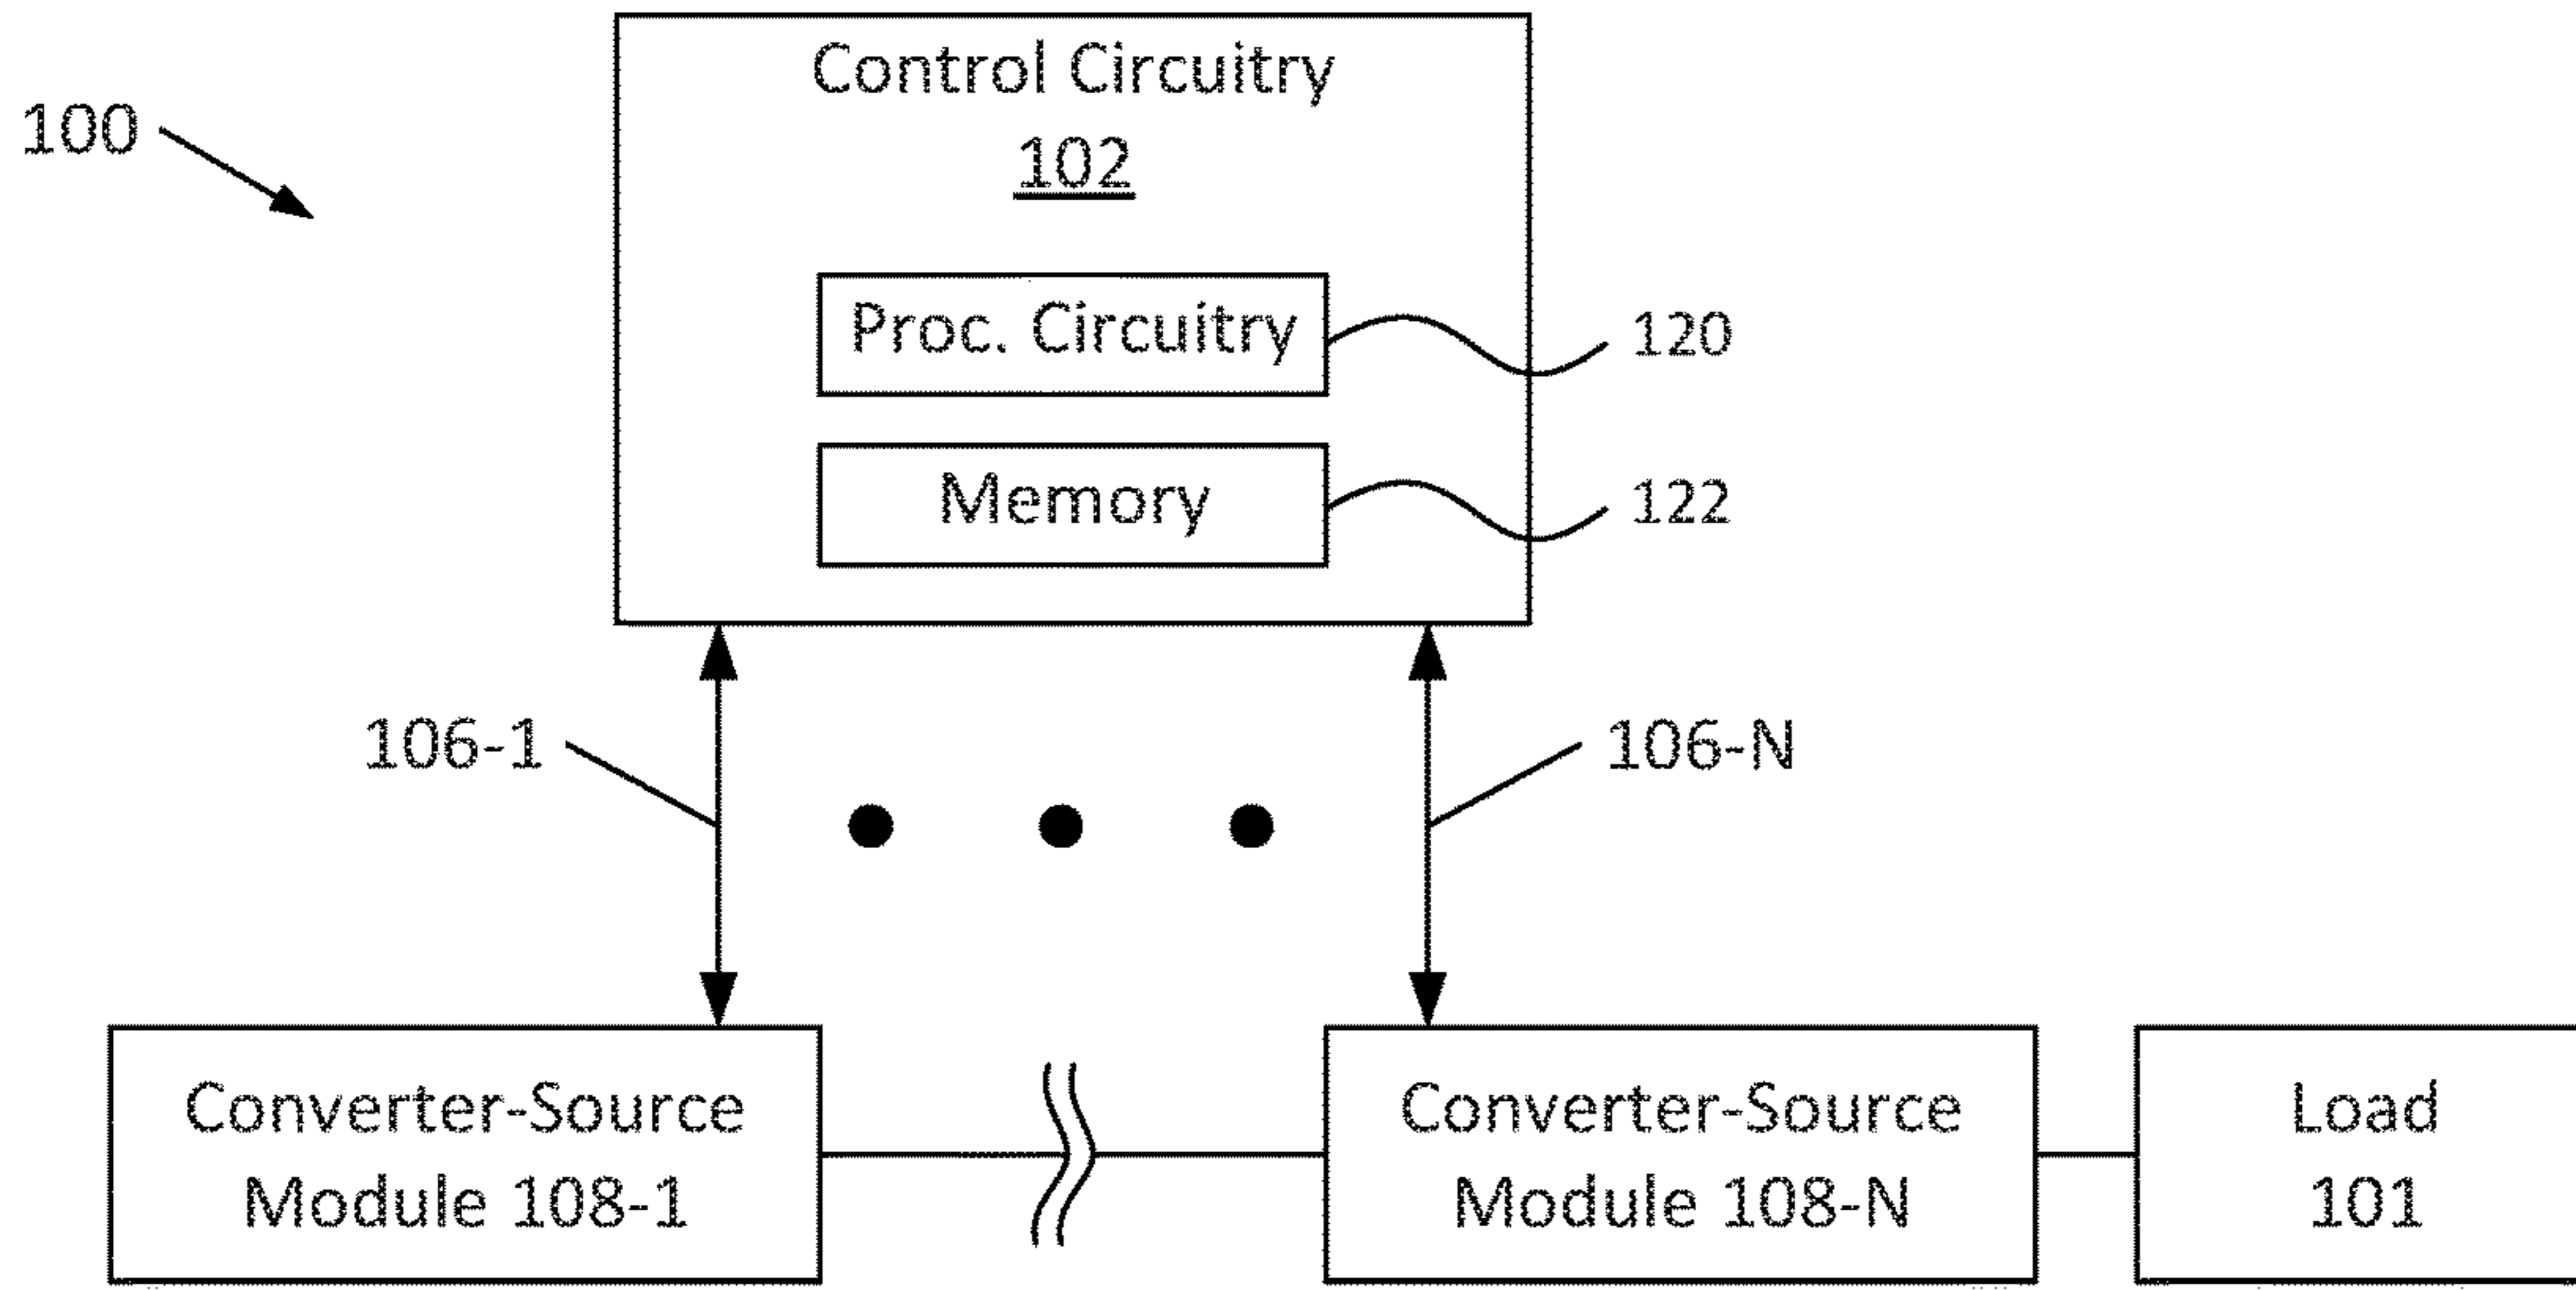 100
Control Circuitry
102
Proc. Circuitry
120
Memory
122
106-1
106-N
Converter-Source
Module 108-1
Converter-Source
Module 108-N
Load
101